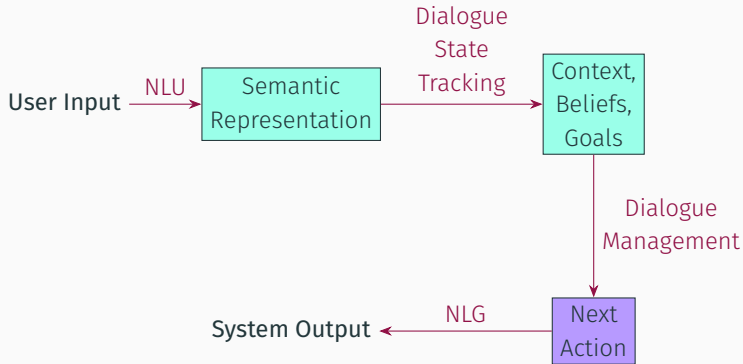 User Input
NLU
Semantic
Representation
Dialogue
State
Tracking
Context,
Beliefs,
Goals
Dialogue
Management
Next
Action
NLG
System Output